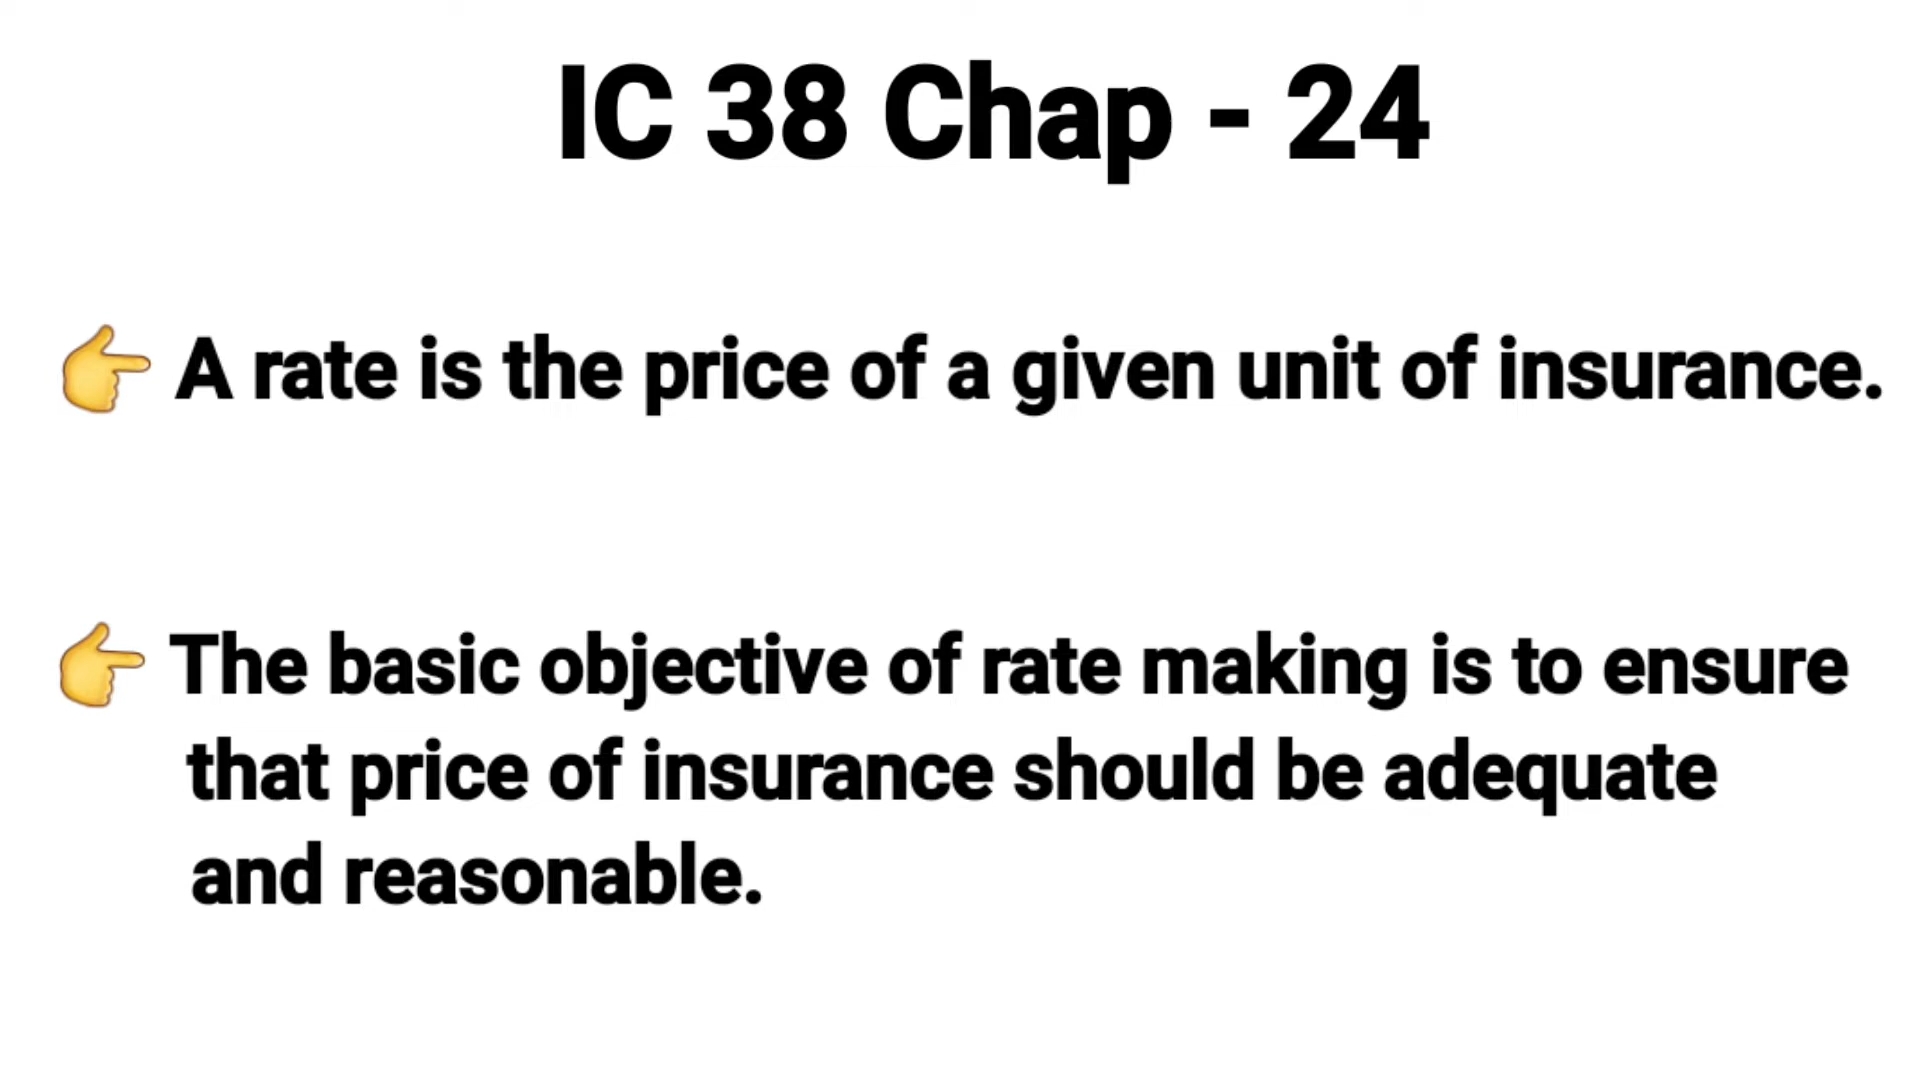 IC 38 Chap - 24
👉 A rate is the price of a given unit of insurance.
👉 The basic objective of rate making is to ensure
that price of insurance should be adequate
and reasonable.